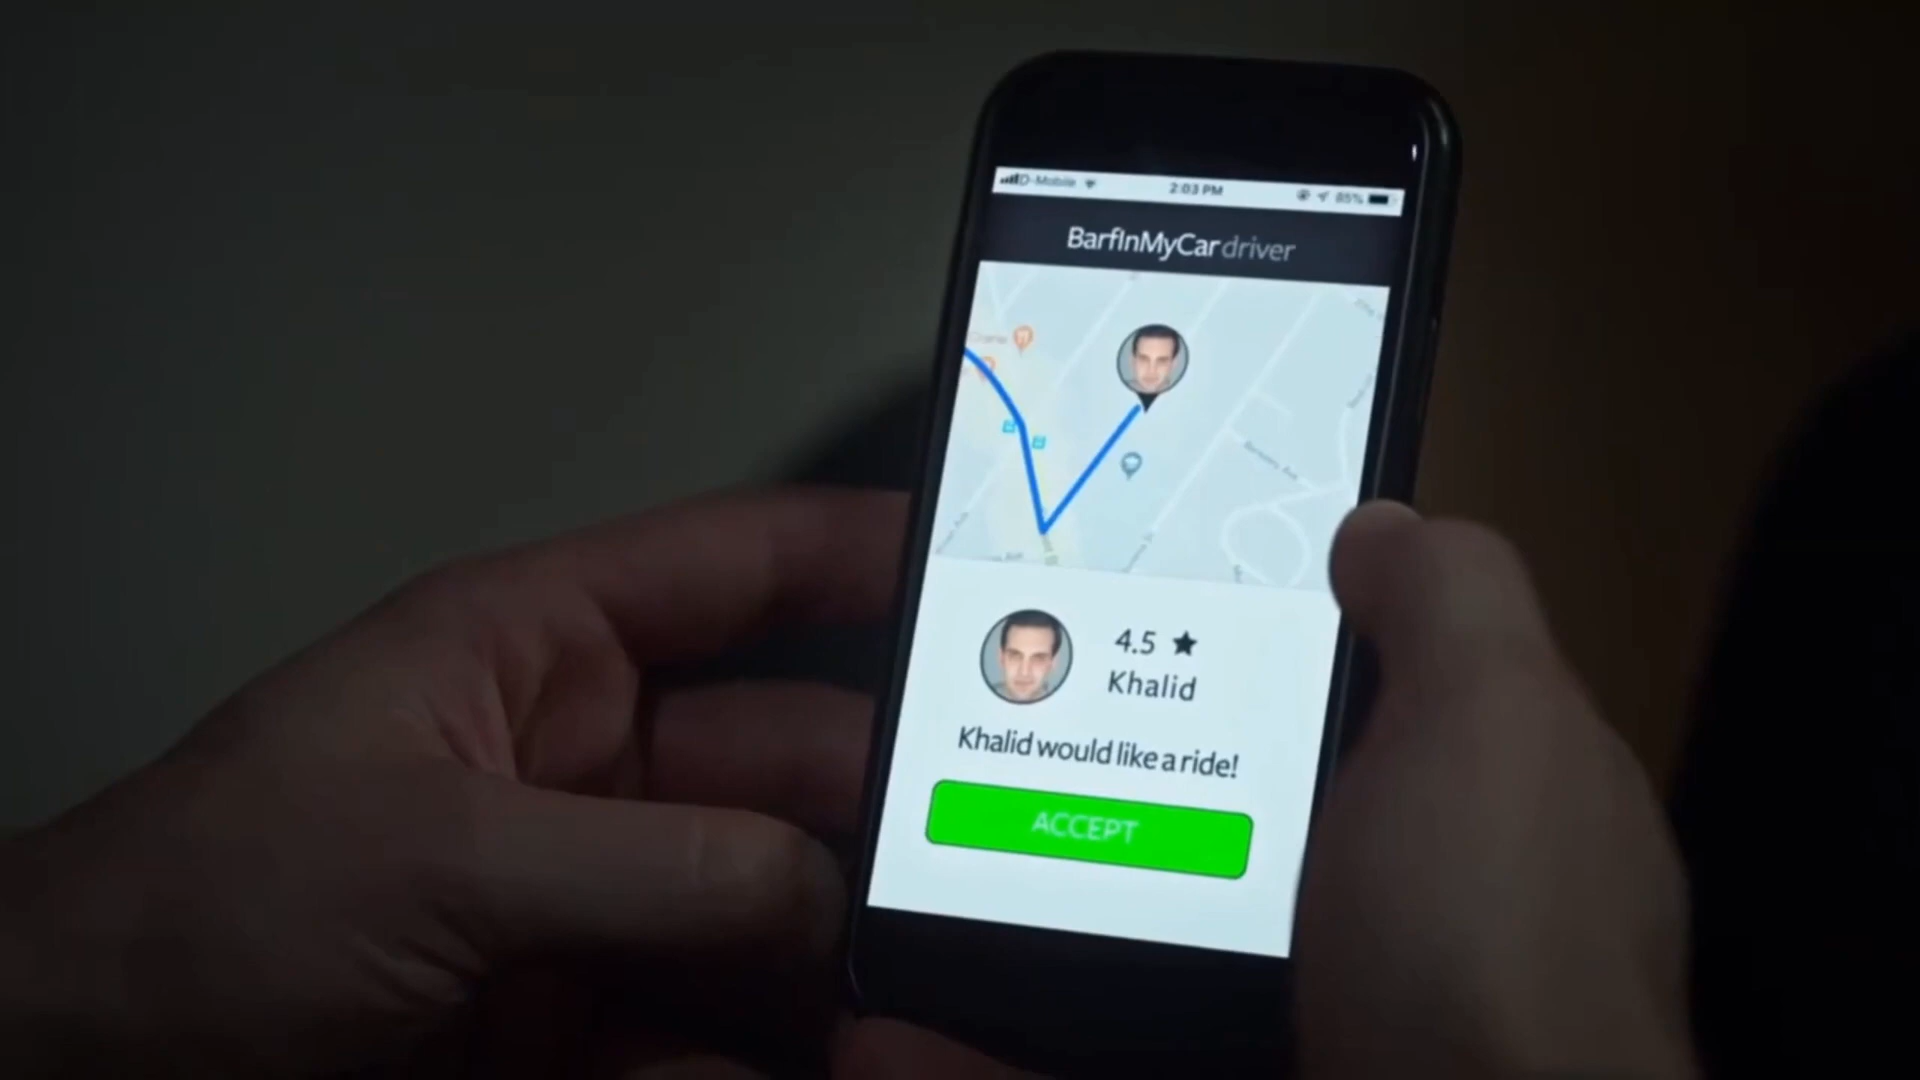 D-Mobile
2:03 PM
85%
BarfInMyCar driver
4.5 ★
Khalid
Khalid would like a ride!
ACCEPT